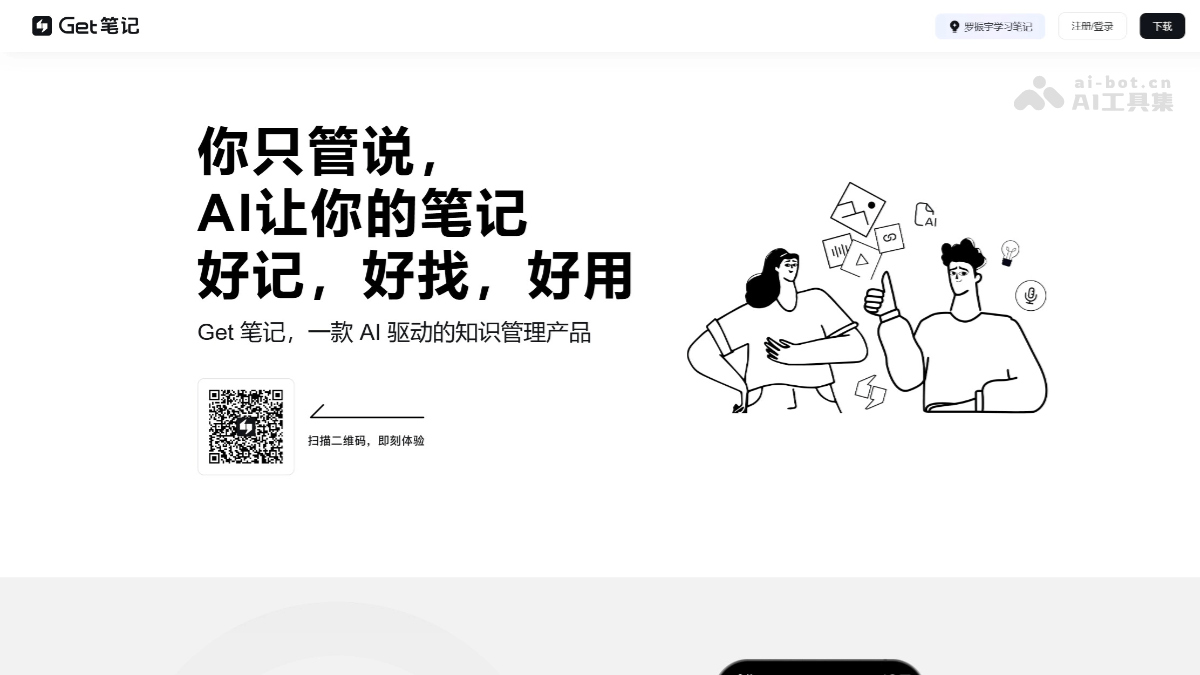 Get笔记
罗振宇学习笔记
注册/登录
下载
ai-bot.cn
AI工具集
你只管说，
AI让你的笔记
好记，好找，好用
Get 笔记，一款 AI 驱动的知识管理产品
扫描二维码，即刻体验
AI